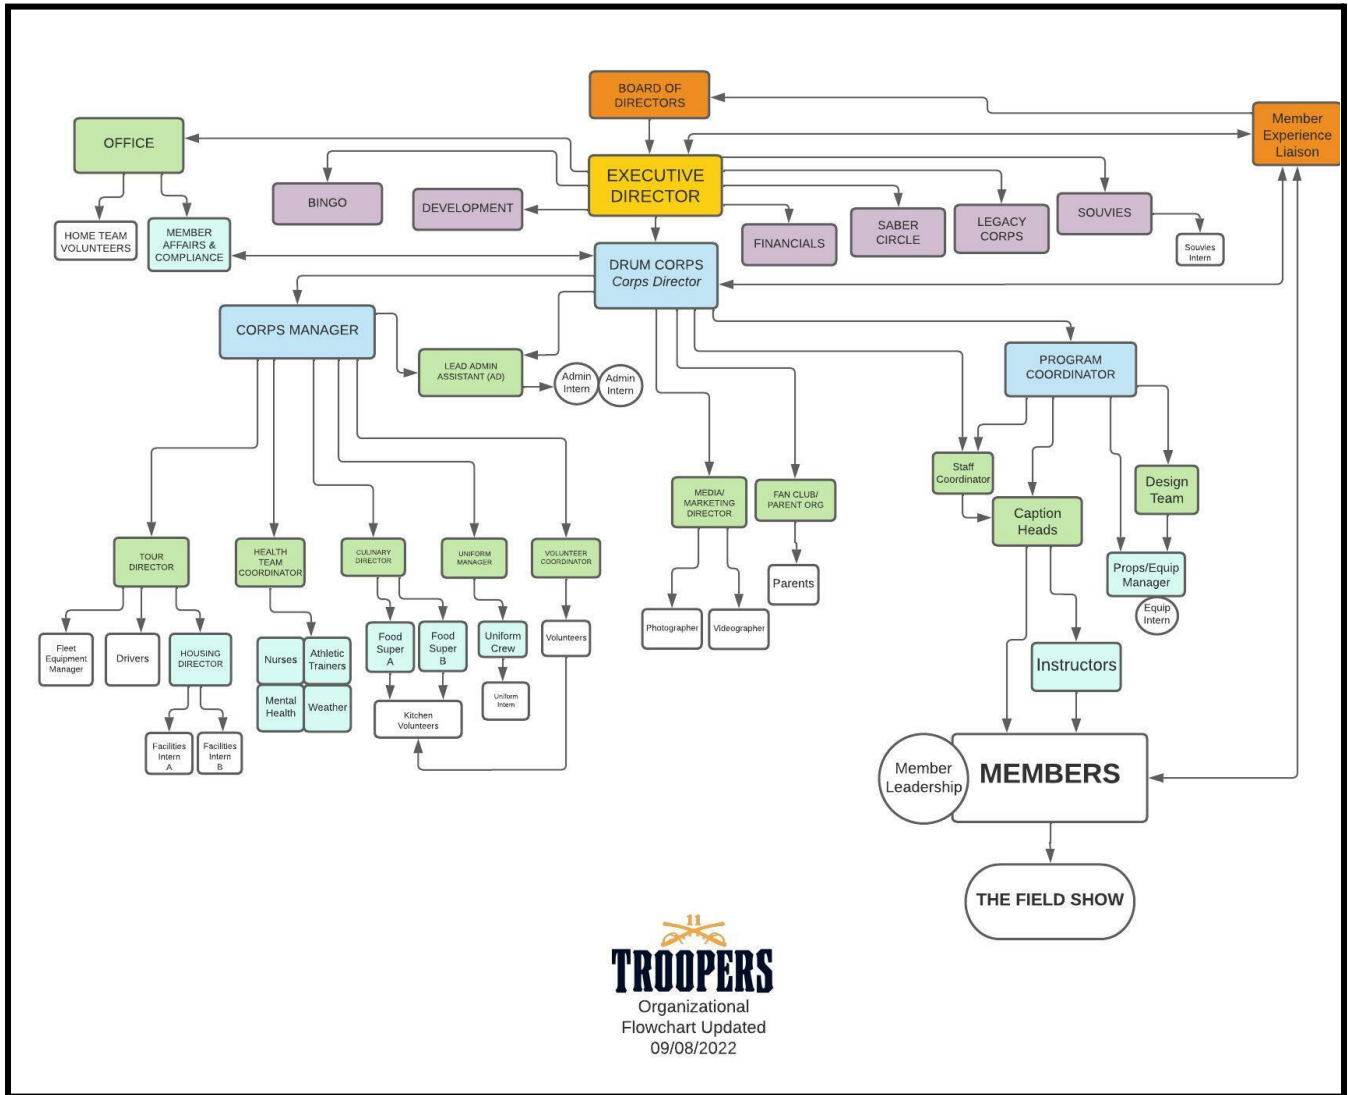 BOARD OF
DIRECTORS
Member
Experience
Liaison
OFFICE
EXECUTIVE
DIRECTOR
BINGO
DEVELOPMENT
FINANCIALS
SABER
CIRCLE
LEGACY
CORPS
SOUVIES
Souvies
Intern
HOME TEAM
VOLUNTEERS
MEMBER
AFFAIRS &
COMPLIANCE
DRUM CORPS
Corps Director
CORPS MANAGER
LEAD ADMIN
ASSISTANT (AD)
Admin
Intern
Admin
Intern
PROGRAM
COORDINATOR
Staff
Coordinator
Caption
Heads
Design
Team
Props/Equip
Manager
Equip
Intern
MEDIA/
MARKETING
DIRECTOR
FAN CLUB/
PARENT ORG
Parents
Photographer
Videographer
TOUR
DIRECTOR
HEALTH
TEAM
COORDINATOR
CULINARY
DIRECTOR
UNIFORM
MANAGER
VOLUNTEER
COORDINATOR
Fleet
Equipment
Manager
Drivers
HOUSING
DIRECTOR
Nurses
Athletic
Trainers
Mental
Health
Weather
Food
Super
A
Food
Super
B
Uniform
Crew
Volunteers
Uniform
Intern
Kitchen
Volunteers
Facilities
Intern
A
Facilities
Intern
B
Instructors
Member
Leadership
MEMBERS
THE FIELD SHOW
11
TROOPERS
Organizational
Flowchart Updated
09/08/2022